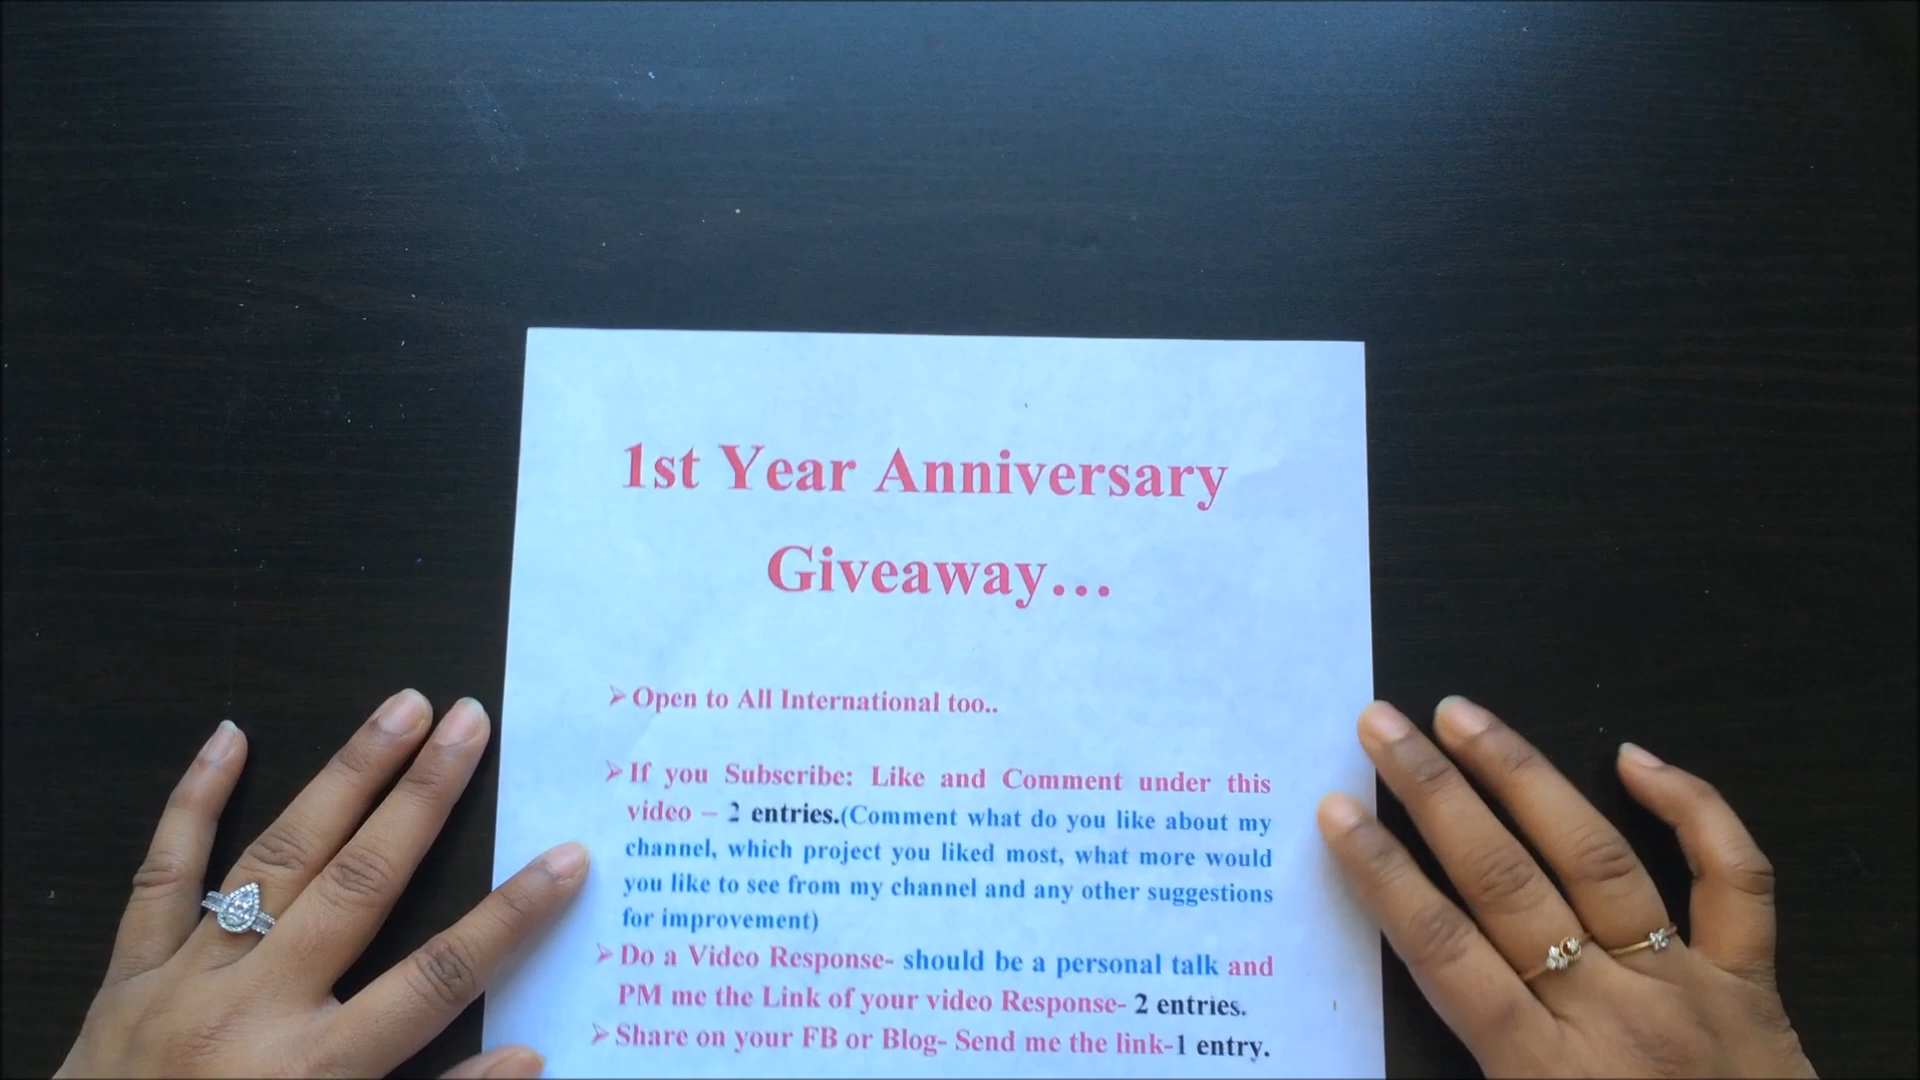 1st Year Anniversary
Giveaway...
➢Open to All International too..
➢If you Subscribe: Like and Comment under this
video – 2 entries.(Comment what do you like about my
channel, which project you liked most, what more would
you like to see from my channel and any other suggestions
for improvement)
➢Do a Video Response- should be a personal talk and
PM me the Link of your video Response- 2 entries.
➢Share on your FB or Blog- Send me the link-1 entry.